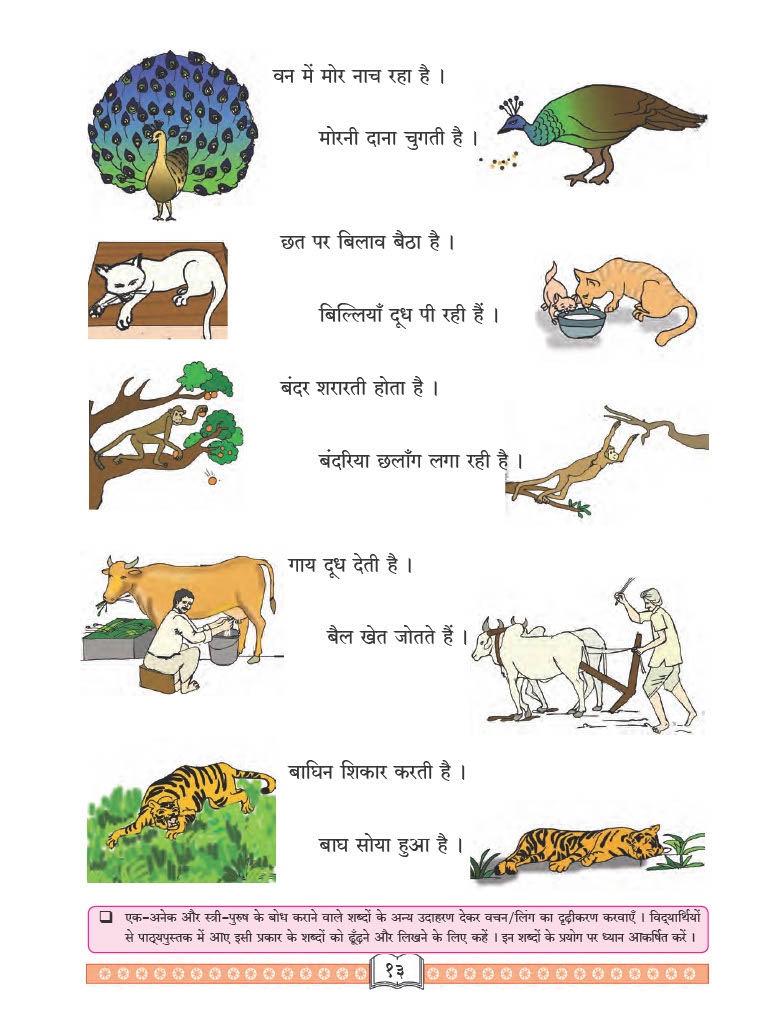 वन में मोर नाच रहा है ।
मोरनी दाना चुगती है ।
छत पर बिलाव बैठा है ।
बिल्लियाँ दूध पी रही हैं ।
बंदर शरारती होता है ।
बंदरिया छलाँग लगा रही है ।
गाय दूध देती है ।
बैल खेत जोतते हैं ।
बाघिन शिकार करती है ।
बाघ सोया हुआ है ।
❑ एक-अनेक और स्त्री-पुरुष के बोध कराने वाले शब्दों के अन्य उदाहरण देकर वचन/लिंग का दृढ़ीकरण करवाएँ । विद्‌यार्थियों
से पाठ्‌यपुस्तक में आए इसी प्रकार के शब्दों को ढूँढ़ने और लिखने के लिए कहें । इन शब्दों के प्रयोग पर ध्यान आकर्षित करें ।
१३